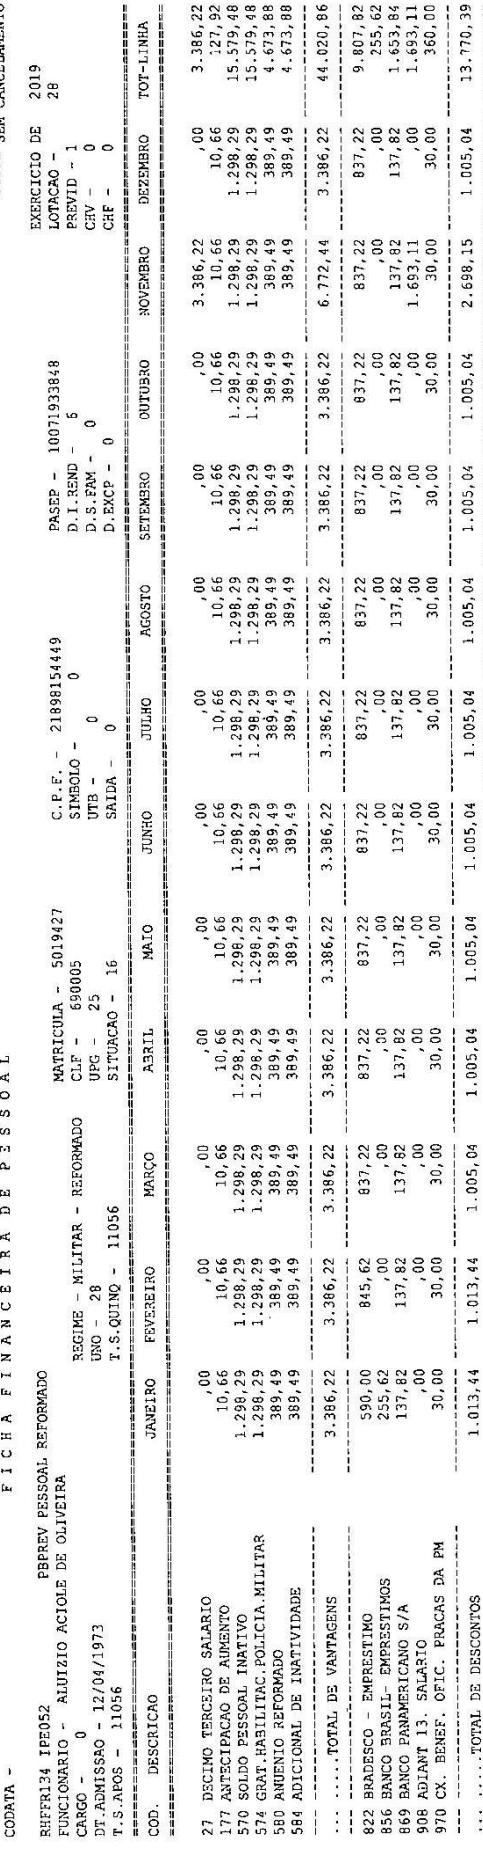 CODATA -
F I C H A   F I N A N C E I R A   D E   P E S S O A L
SEM CANCELAMENTO
RHFFR134 IPE052   PBPREV PESSOAL REFORMADO   EXERCICIO DE 2019
FUNCIONARIO - ALUIZIO ACIOLE DE OLIVEIRA   MATRICULA - 5019427   C.P.F. - 21898154449   PASEP - 10071933848   LOTACAO - 28
CARGO - 0   REGIME - MILITAR - REFORMADO   CLF - 690005   SIMBOLO - 0   D.I.REND - 6   PREVID - 1
DT.ADMISSAO - 12/04/1973   UNO - 28   UPG - 25   UTB - 0   D.S.FAM - 0   CHV - 0
T.S.APOS - 11056   T.S.QUINQ - 11056   SITUACAO - 16   SAIDA - 0   D.EXCP - 0   CHF - 0
COD. DESCRICAO   JANEIRO   FEVEREIRO   MARÇO   ABRIL   MAIO   JUNHO   JULHO   AGOSTO   SETEMBRO   OUTUBRO   NOVEMBRO   DEZEMBRO   TOT-LINHA
27 DECIMO TERCEIRO SALARIO   ,00   ,00   ,00   ,00   ,00   ,00   ,00   ,00   ,00   ,00   3.386,22   ,00   3.386,22
177 ANTECIPACAO DE AUMENTO   10,66   10,66   10,66   10,66   10,66   10,66   10,66   10,66   10,66   10,66   10,66   10,66   127,92
570 SOLDO PESSOAL INATIVO   1.298,29   1.298,29   1.298,29   1.298,29   1.298,29   1.298,29   1.298,29   1.298,29   1.298,29   1.298,29   1.298,29   1.298,29   15.579,48
574 GRAT.HABILITAC.POLICIA.MILITAR   1.298,29   1.298,29   1.298,29   1.298,29   1.298,29   1.298,29   1.298,29   1.298,29   1.298,29   1.298,29   1.298,29   1.298,29   15.579,48
580 ANUENIO REFORMADO   389,49   389,49   389,49   389,49   389,49   389,49   389,49   389,49   389,49   389,49   389,49   389,49   4.673,88
584 ADICIONAL DE INATIVIDADE   389,49   389,49   389,49   389,49   389,49   389,49   389,49   389,49   389,49   389,49   389,49   389,49   4.673,88
... .....TOTAL DE VANTAGENS   3.386,22   3.386,22   3.386,22   3.386,22   3.386,22   3.386,22   3.386,22   3.386,22   3.386,22   3.386,22   6.772,44   3.386,22   44.020,86
822 BRADESCO - EMPRESTIMO   590,00   845,62   837,22   837,22   837,22   837,22   837,22   837,22   837,22   837,22   837,22   837,22   9.807,82
856 BANCO BRASIL- EMPRESTIMOS   255,62   ,00   ,00   ,00   ,00   ,00   ,00   ,00   ,00   ,00   ,00   ,00   255,62
869 BANCO PANAMERICANO S/A   137,82   137,82   137,82   137,82   137,82   137,82   137,82   137,82   137,82   137,82   137,82   137,82   1.653,84
908 ADIANT 13. SALARIO   ,00   ,00   ,00   ,00   ,00   ,00   ,00   ,00   ,00   ,00   1.693,11   ,00   1.693,11
970 CX. BENEF. OFIC. PRACAS DA PM   30,00   30,00   30,00   30,00   30,00   30,00   30,00   30,00   30,00   30,00   30,00   30,00   360,00
... .....TOTAL DE DESCONTOS   1.013,44   1.013,44   1.005,04   1.005,04   1.005,04   1.005,04   1.005,04   1.005,04   1.005,04   1.005,04   2.698,15   1.005,04   13.770,39